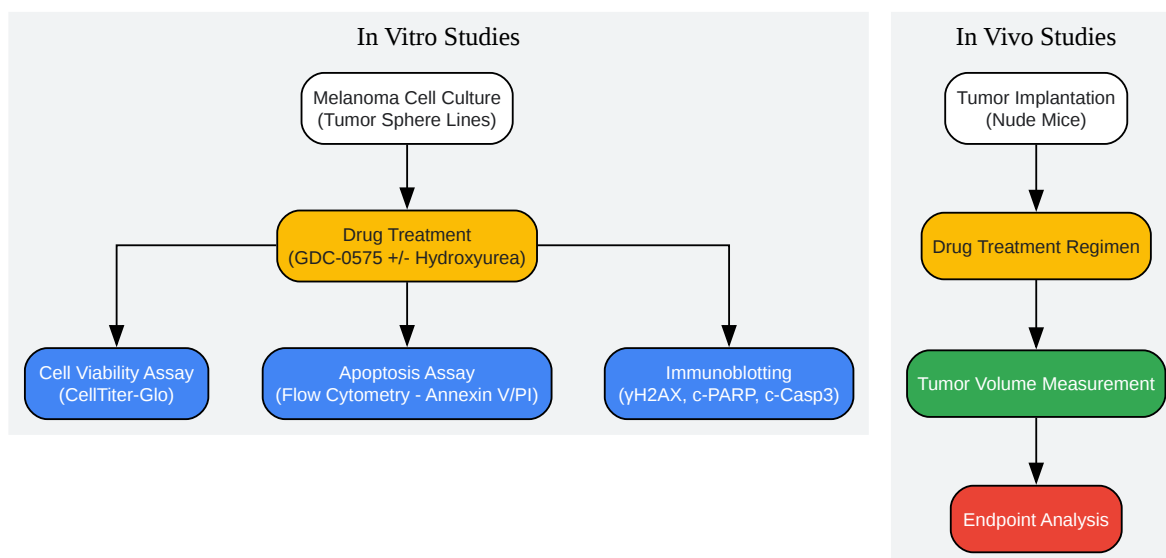 In Vitro Studies
Melanoma Cell Culture
(Tumor Sphere Lines)
Drug Treatment
(GDC-0575 +/- Hydroxyurea)
Cell Viability Assay
(CellTiter-Glo)
Apoptosis Assay
(Flow Cytometry - Annexin V/PI)
Immunoblotting
(γH2AX, c-PARP, c-Casp3)
In Vivo Studies
Tumor Implantation
(Nude Mice)
Drug Treatment Regimen
Tumor Volume Measurement
Endpoint Analysis